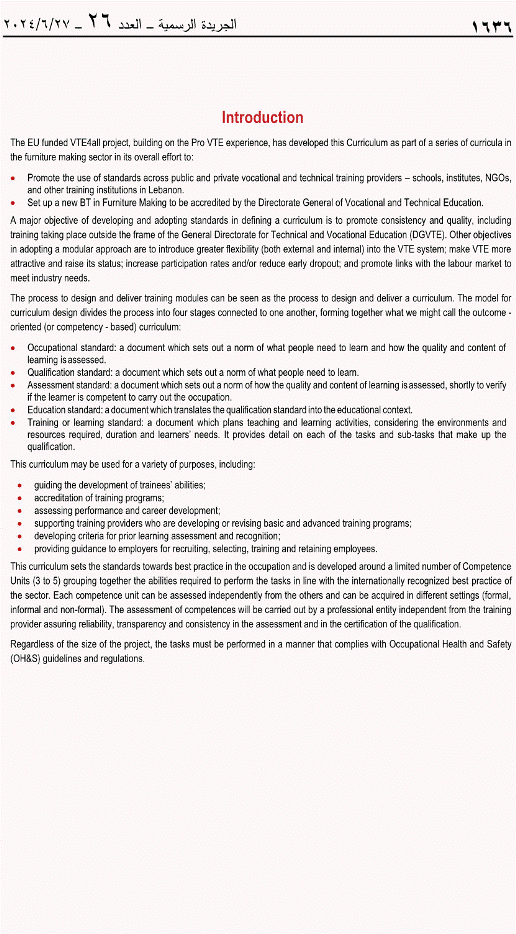 ١٦٣٦
الجريدة الرسمية ـ العدد ٢٦ ـ ٢٠٢٤/٦/٢٧
Introduction
The EU funded VTE4all project, building on the Pro VTE experience, has developed this Curriculum as part of a series of curricula in
the furniture making sector in its overall effort to:
• Promote the use of standards across public and private vocational and technical training providers – schools, institutes, NGOs,
and other training institutions in Lebanon.
• Set up a new BT in Furniture Making to be accredited by the Directorate General of Vocational and Technical Education.
A major objective of developing and adopting standards in defining a curriculum is to promote consistency and quality, including
training taking place outside the frame of the General Directorate for Technical and Vocational Education (DGVTE). Other objectives
in adopting a modular approach are to introduce greater flexibility (both external and internal) into the VTE system; make VTE more
attractive and raise its status; increase participation rates and/or reduce early dropout; and promote links with the labour market to
meet industry needs.
The process to design and deliver training modules can be seen as the process to design and deliver a curriculum. The model for
curriculum design divides the process into four stages connected to one another, forming together what we might call the outcome -
oriented (or competency - based) curriculum:
• Occupational standard: a document which sets out a norm of what people need to learn and how the quality and content of
learning is assessed.
• Qualification standard: a document which sets out a norm of what people need to learn.
• Assessment standard: a document which sets out a norm of how the quality and content of learning is assessed, shortly to verify
if the learner is competent to carry out the occupation.
• Education standard: a document which translates the qualification standard into the educational context.
• Training or learning standard: a document which plans teaching and learning activities, considering the environments and
resources required, duration and learners' needs. It provides detail on each of the tasks and sub-tasks that make up the
qualification.
This curriculum may be used for a variety of purposes, including:
• guiding the development of trainees' abilities;
• accreditation of training programs;
• assessing performance and career development;
• supporting training providers who are developing or revising basic and advanced training programs;
• developing criteria for prior learning assessment and recognition;
• providing guidance to employers for recruiting, selecting, training and retaining employees.
This curriculum sets the standards towards best practice in the occupation and is developed around a limited number of Competence
Units (3 to 5) grouping together the abilities required to perform the tasks in line with the internationally recognized best practice of
the sector. Each competence unit can be assessed independently from the others and can be acquired in different settings (formal,
informal and non-formal). The assessment of competences will be carried out by a professional entity independent from the training
provider assuring reliability, transparency and consistency in the assessment and in the certification of the qualification.
Regardless of the size of the project, the tasks must be performed in a manner that complies with Occupational Health and Safety
(OH&S) guidelines and regulations.